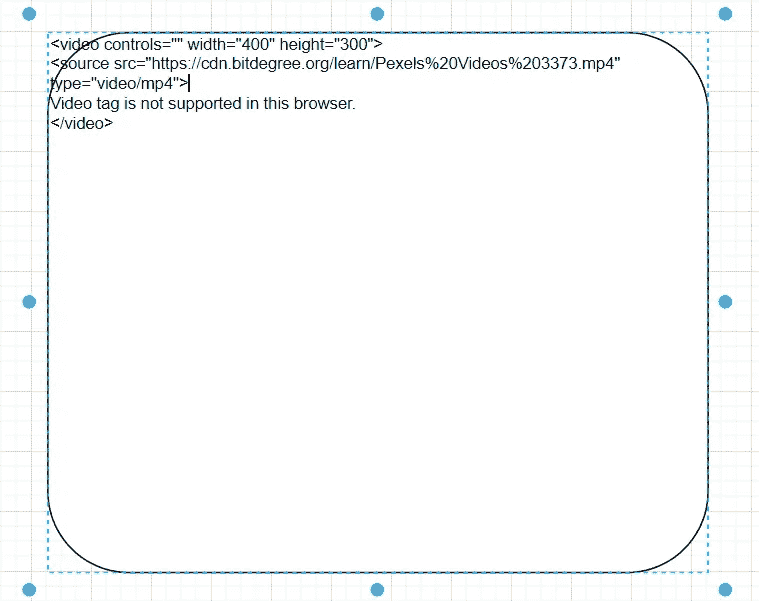 <video controls="" width="400" height="300">
<source src="https://cdn.bitdegree.org/learn/Pexels%20Videos%203373.mp4"
type="video/mp4">
Video tag is not supported in this browser.
</video>